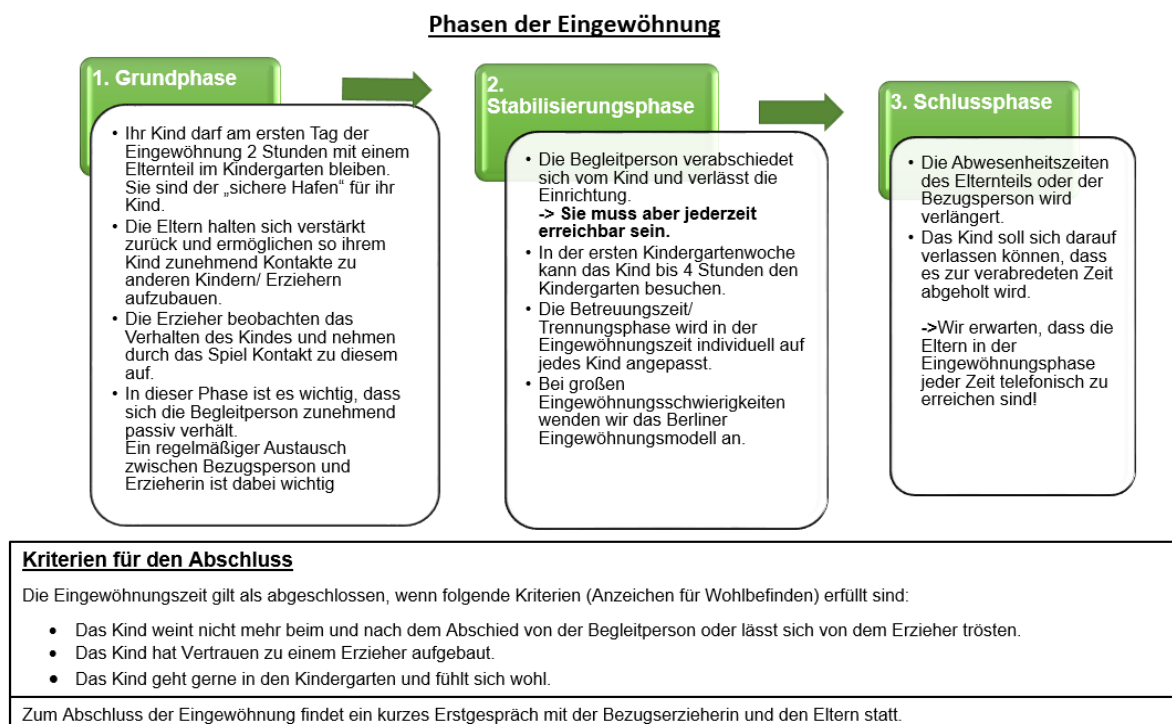 Phasen der Eingewöhnung
1. Grundphase
• Ihr Kind darf am ersten Tag der
Eingewöhnung 2 Stunden mit einem
Elternteil im Kindergarten bleiben.
Sie sind der „sichere Hafen“ für ihr
Kind.
• Die Eltern halten sich verstärkt
zurück und ermöglichen so ihrem
Kind zunehmend Kontakte zu
anderen Kindern/ Erziehern
aufzubauen.
• Die Erzieher beobachten das
Verhalten des Kindes und nehmen
durch das Spiel Kontakt zu diesem
auf.
• In dieser Phase ist es wichtig, dass
sich die Begleitperson zunehmend
passiv verhält.
Ein regelmäßiger Austausch
zwischen Bezugsperson und
Erzieherin ist dabei wichtig
2.
Stabilisierungsphase
• Die Begleitperson verabschiedet
sich vom Kind und verlässt die
Einrichtung.
-> Sie muss aber jederzeit
erreichbar sein.
• In der ersten Kindergartenwoche
kann das Kind bis 4 Stunden den
Kindergarten besuchen.
• Die Betreuungszeit/
Trennungsphase wird in der
Eingewöhnungszeit individuell auf
jedes Kind angepasst.
• Bei großen
Eingewöhnungsschwierigkeiten
wenden wir das Berliner
Eingewöhnungsmodell an.
3. Schlussphase
• Die Abwesenheitszeiten
des Elternteils oder der
Bezugsperson wird
verlängert.
• Das Kind soll sich darauf
verlassen können, dass
es zur verabredeten Zeit
abgeholt wird.
->Wir erwarten, dass die
Eltern in der
Eingewöhnungsphase
jeder Zeit telefonisch zu
erreichen sind!
Kriterien für den Abschluss
Die Eingewöhnungszeit gilt als abgeschlossen, wenn folgende Kriterien (Anzeichen für Wohlbefinden) erfüllt sind:
• Das Kind weint nicht mehr beim und nach dem Abschied von der Begleitperson oder lässt sich von dem Erzieher trösten.
• Das Kind hat Vertrauen zu einem Erzieher aufgebaut.
• Das Kind geht gerne in den Kindergarten und fühlt sich wohl.
Zum Abschluss der Eingewöhnung findet ein kurzes Erstgespräch mit der Bezugserzieherin und den Eltern statt.